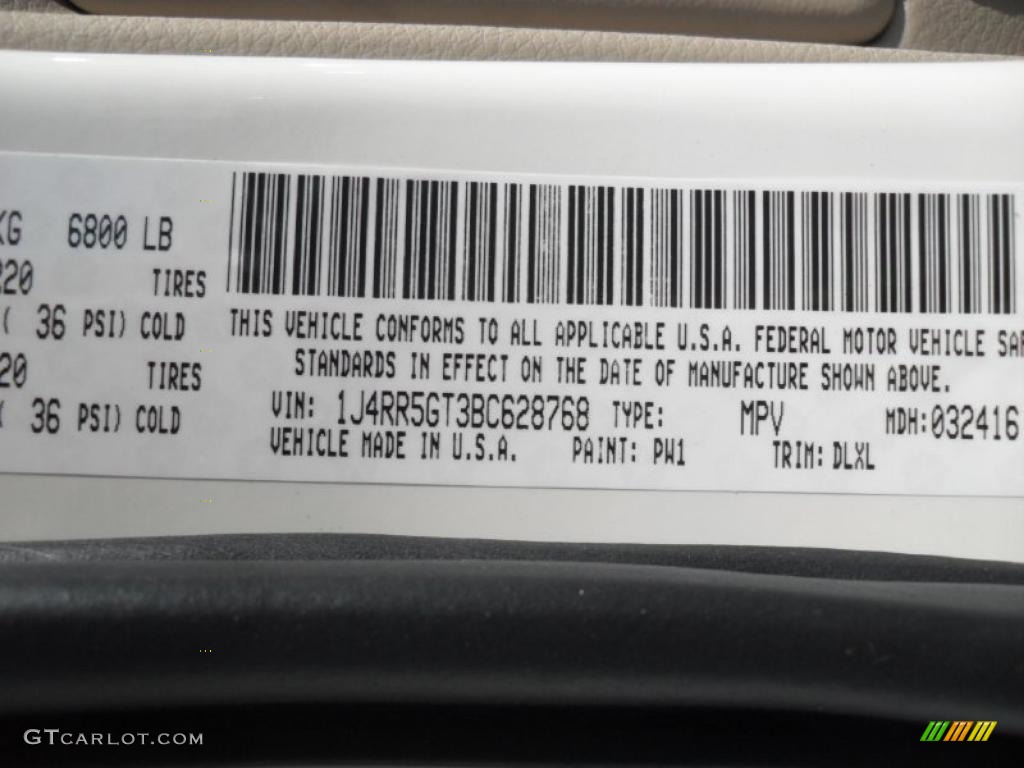 KG 6800 LB
220 TIRES
( 36 PSI) COLD
20 TIRES
( 36 PSI) COLD
THIS VEHICLE CONFORMS TO ALL APPLICABLE U.S.A. FEDERAL MOTOR VEHICLE SAF
STANDARDS IN EFFECT ON THE DATE OF MANUFACTURE SHOWN ABOVE.
VIN: 1J4RR5GT3BC628768 TYPE: MPV MDH:032416
VEHICLE MADE IN U.S.A. PAINT: PW1 TRIM: DLXL
GTCARLOT.COM